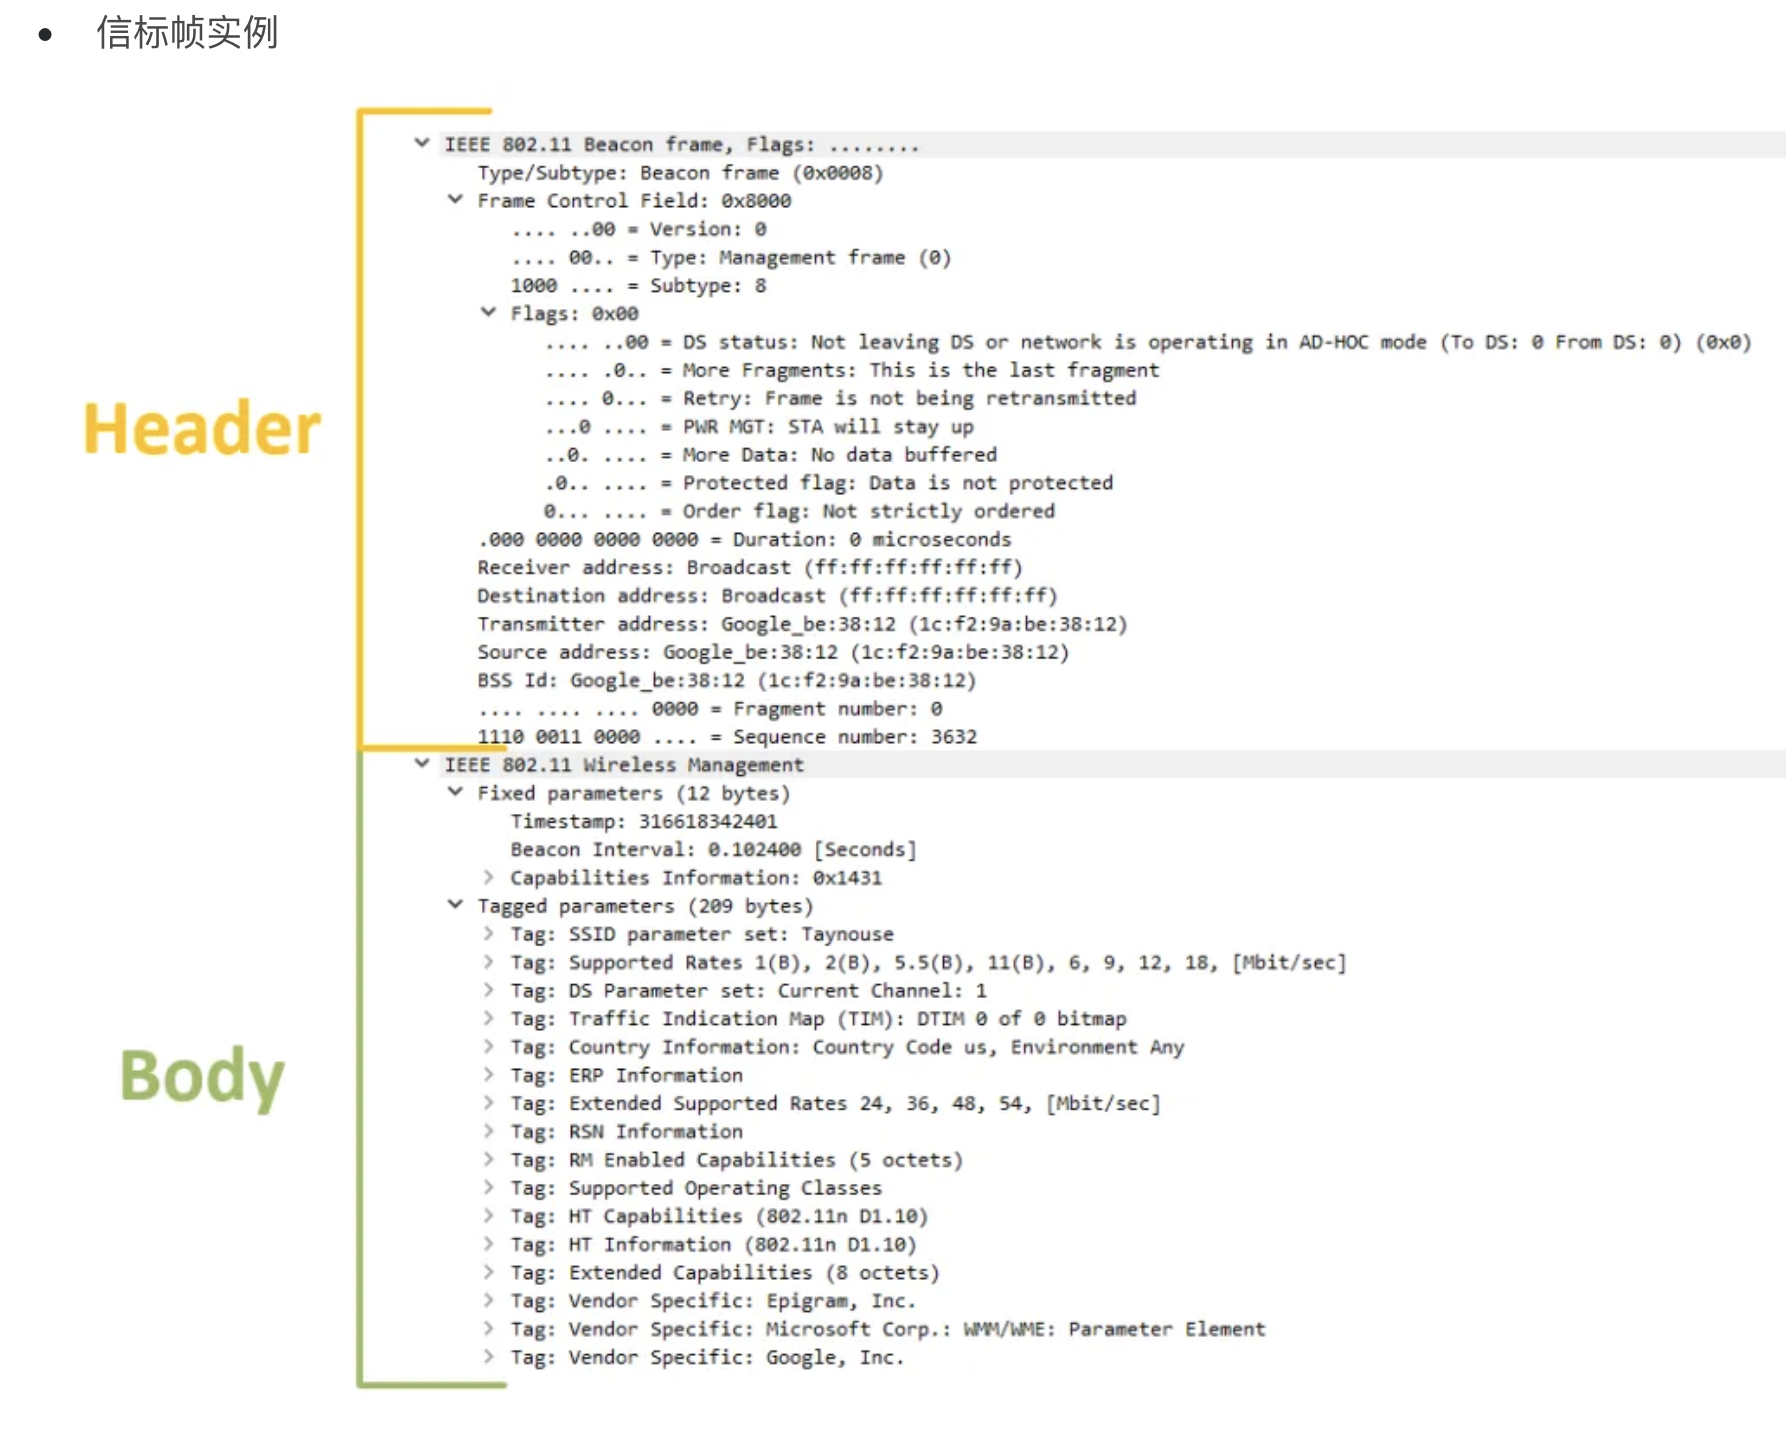 • 信标帧实例
IEEE 802.11 Beacon frame, Flags: ........
Type/Subtype: Beacon frame (0x0008)
Frame Control Field: 0x8000
.... ..00 = Version: 0
.... 00.. = Type: Management frame (0)
1000 .... = Subtype: 8
Flags: 0x00
.... ..00 = DS status: Not leaving DS or network is operating in AD-HOC mode (To DS: 0 From DS: 0) (0x0)
.... .0.. = More Fragments: This is the last fragment
.... 0... = Retry: Frame is not being retransmitted
Header
...0 .... = PWR MGT: STA will stay up
..0. .... = More Data: No data buffered
.0.. .... = Protected flag: Data is not protected
0... .... = Order flag: Not strictly ordered
.000 0000 0000 0000 = Duration: 0 microseconds
Receiver address: Broadcast (ff:ff:ff:ff:ff:ff)
Destination address: Broadcast (ff:ff:ff:ff:ff:ff)
Transmitter address: Google_be:38:12 (1c:f2:9a:be:38:12)
Source address: Google_be:38:12 (1c:f2:9a:be:38:12)
BSS Id: Google_be:38:12 (1c:f2:9a:be:38:12)
.... .... .... 0000 = Fragment number: 0
1110 0011 0000 .... = Sequence number: 3632
IEEE 802.11 Wireless Management
Fixed parameters (12 bytes)
Timestamp: 316618342401
Beacon Interval: 0.102400 [Seconds]
Capabilities Information: 0x1431
Tagged parameters (209 bytes)
Tag: SSID parameter set: Taynouse
Tag: Supported Rates 1(B), 2(B), 5.5(B), 11(B), 6, 9, 12, 18, [Mbit/sec]
Tag: DS Parameter set: Current Channel: 1
Tag: Traffic Indication Map (TIM): DTIM 0 of 0 bitmap
Tag: Country Information: Country Code us, Environment Any
Body
Tag: ERP Information
Tag: Extended Supported Rates 24, 36, 48, 54, [Mbit/sec]
Tag: RSN Information
Tag: RM Enabled Capabilities (5 octets)
Tag: Supported Operating Classes
Tag: HT Capabilities (802.11n D1.10)
Tag: HT Information (802.11n D1.10)
Tag: Extended Capabilities (8 octets)
Tag: Vendor Specific: Epigram, Inc.
Tag: Vendor Specific: Microsoft Corp.: WMM/WME: Parameter Element
Tag: Vendor Specific: Google, Inc.